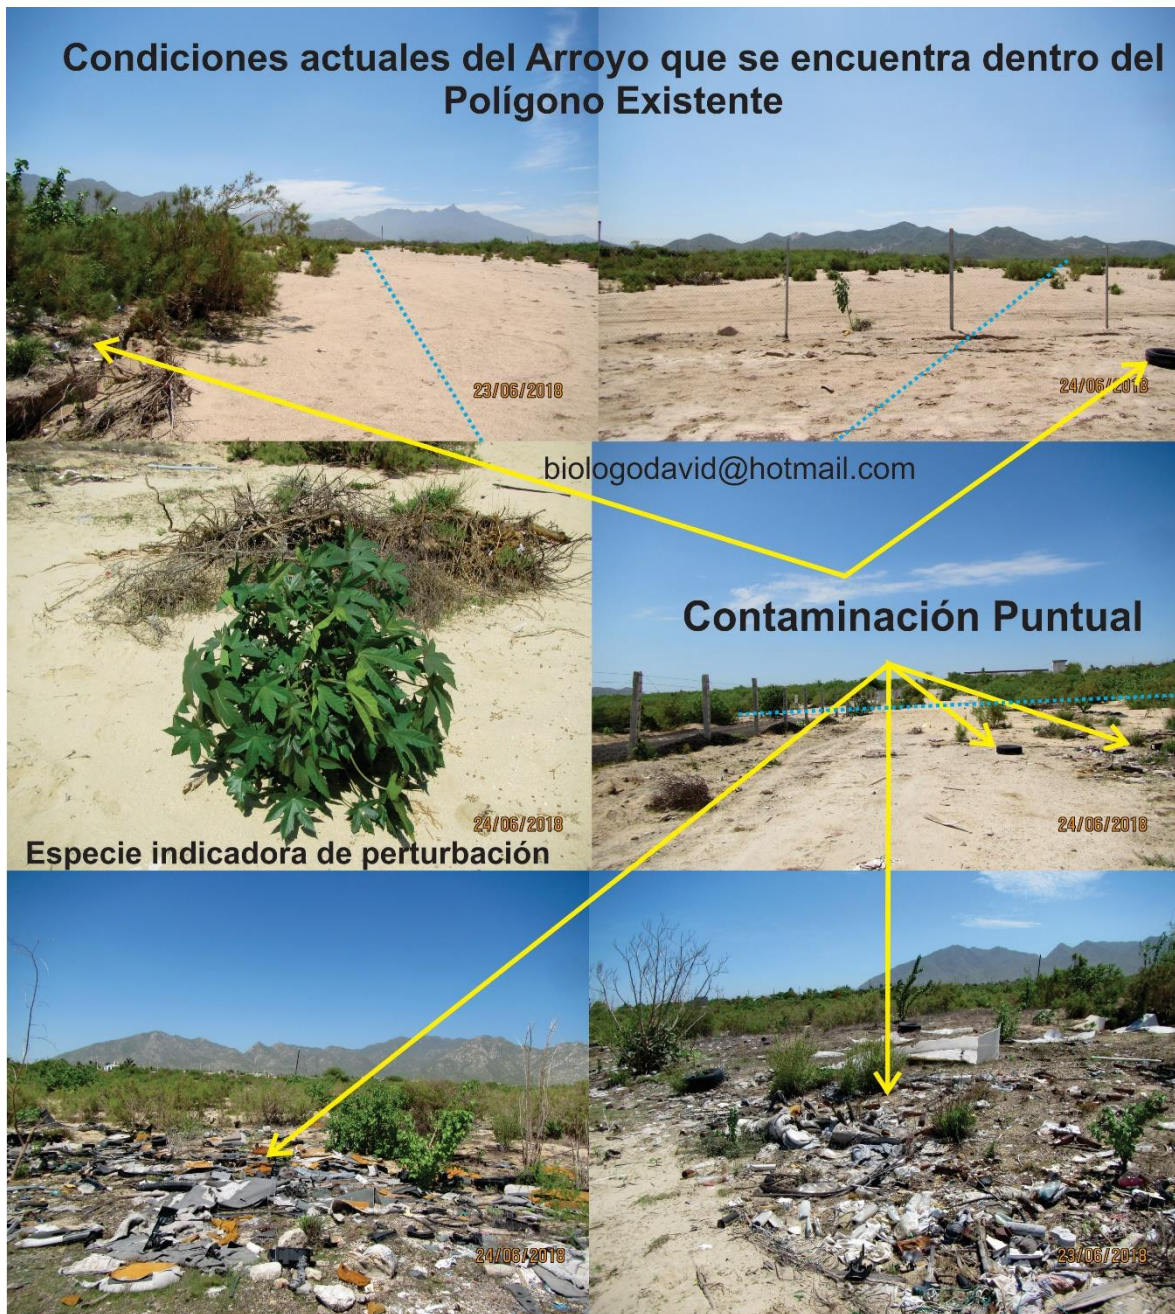 Condiciones actuales del Arroyo que se encuentra dentro del
Polígono Existente
23/06/2018
24/06/2018
biologodavid@hotmail.com
Contaminación Puntual
24/06/2018
Especie indicadora de perturbación
24/06/2018
24/06/2018
23/06/2018